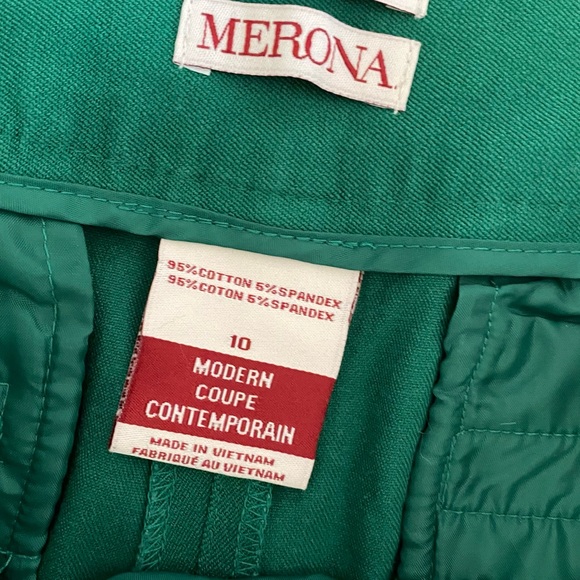 MERONA
95%COTTON 5%SPANDEX
95%COTON 5%SPANDEX
10
MODERN
COUPE
CONTEMPORAIN
MADE IN VIETNAM
FABRIQUÉ AU VIETNAM